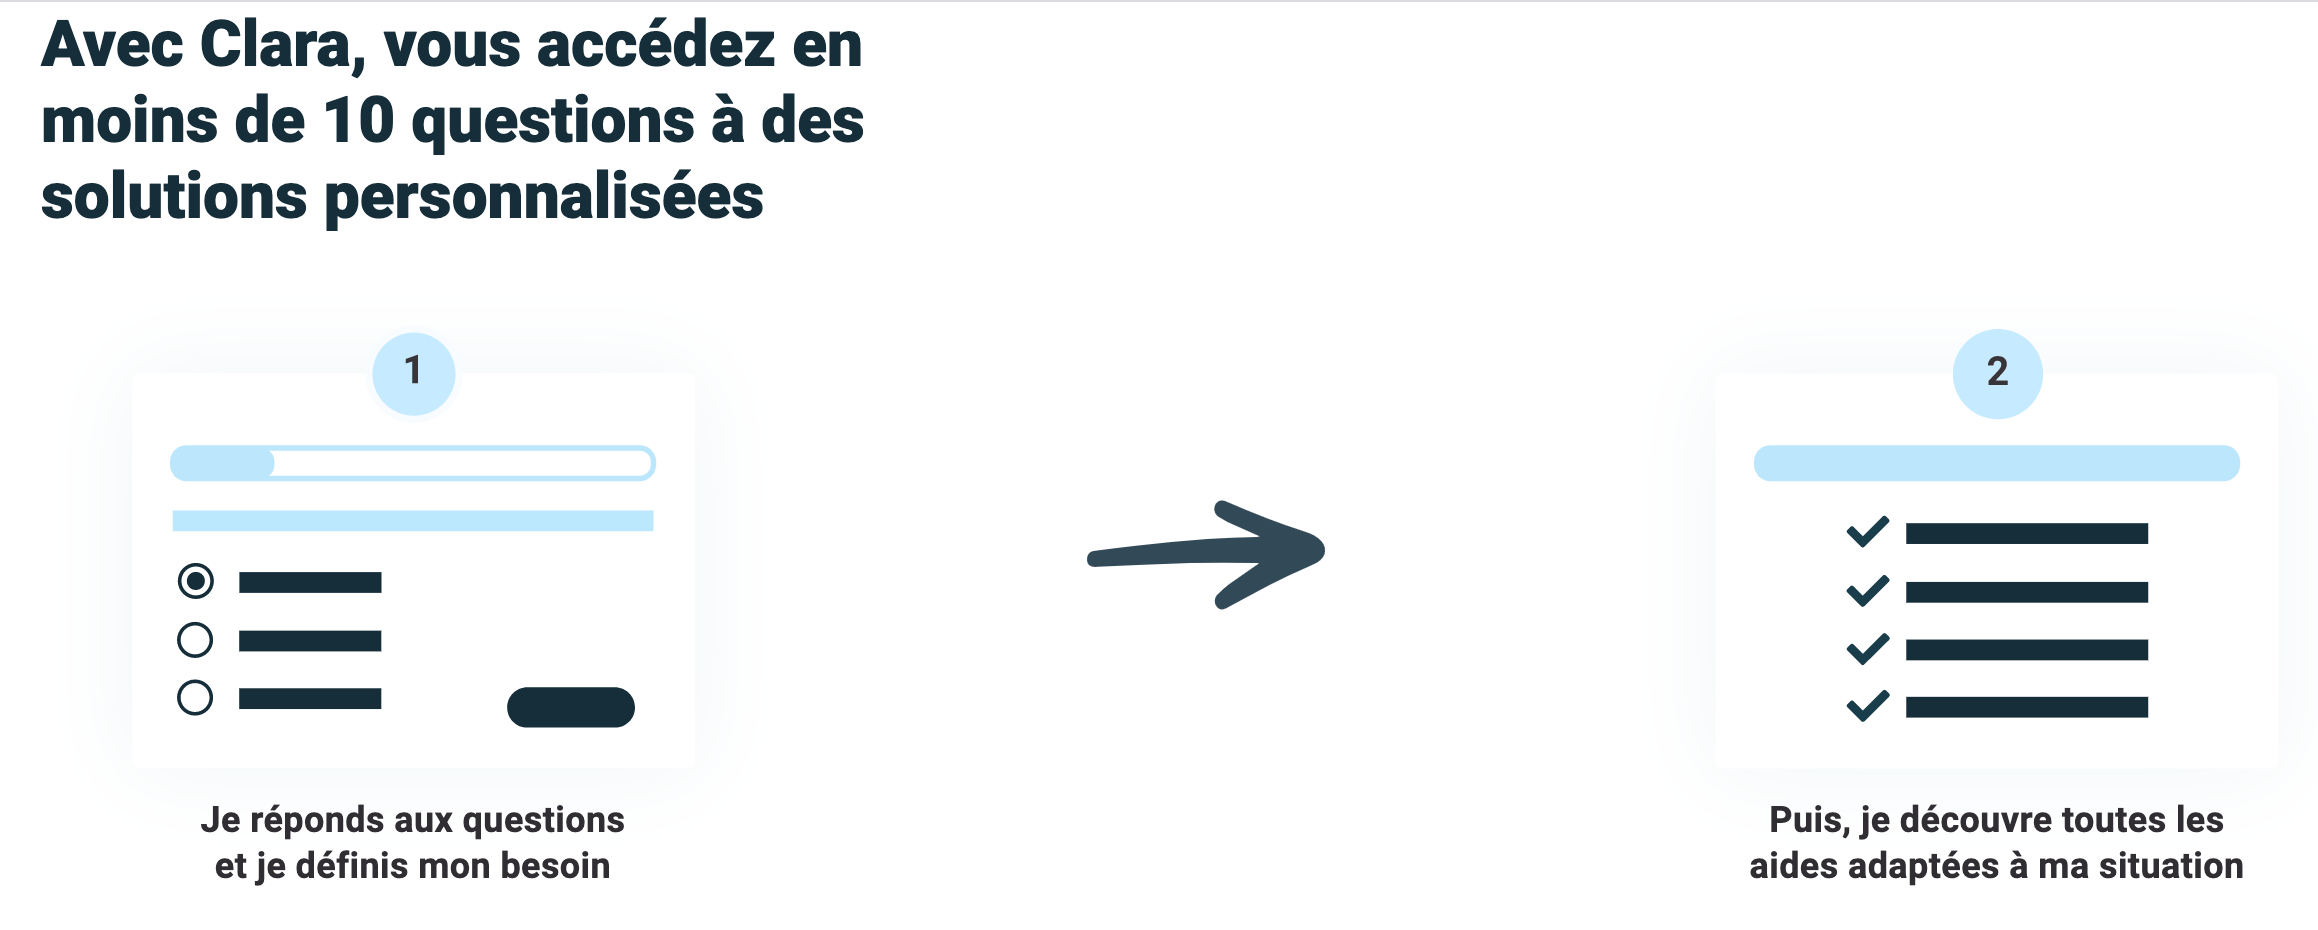 Avec Clara, vous accédez en
moins de 10 questions à des
solutions personnalisées
1
Je réponds aux questions
et je définis mon besoin
2
Puis, je découvre toutes les
aides adaptées à ma situation